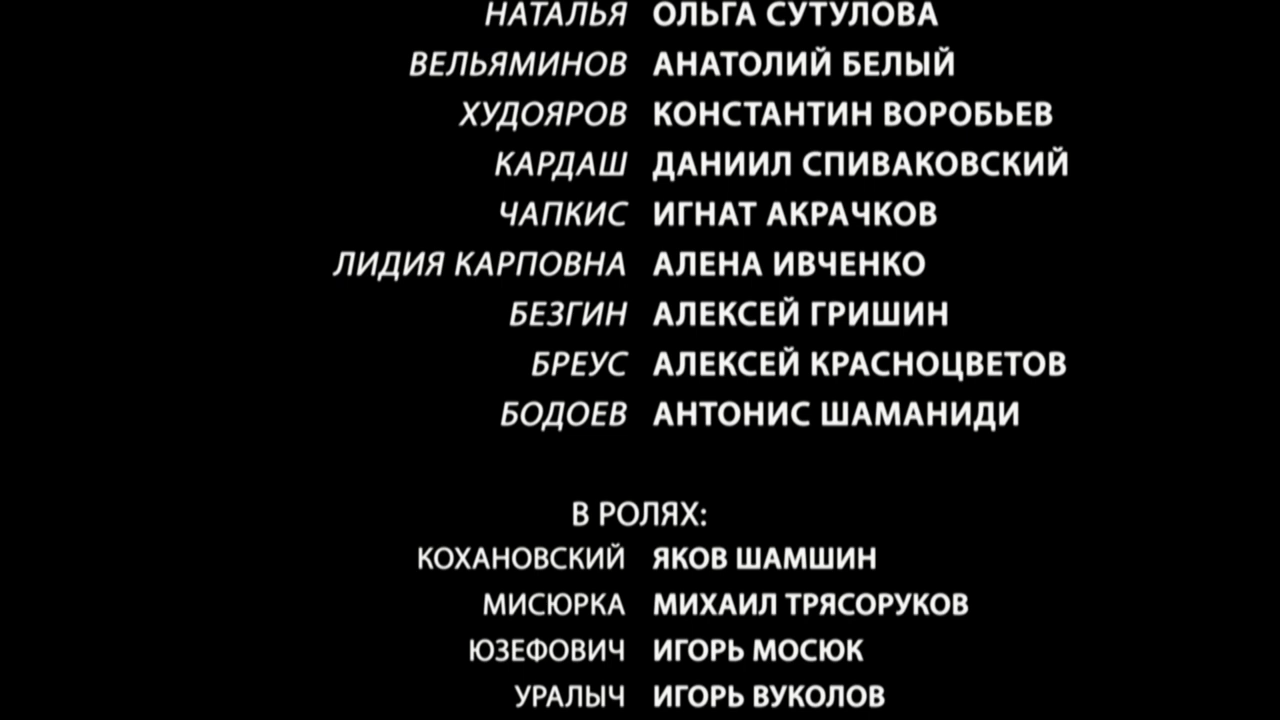 НАТАЛЬЯ ОЛЬГА СУТУЛОВА
ВЕЛЬЯМИНОВ АНАТОЛИЙ БЕЛЫЙ
ХУДОЯРОВ КОНСТАНТИН ВОРОБЬЕВ
КАРДАШ ДАНИИЛ СПИВАКОВСКИЙ
ЧАПКИС ИГНАТ АКРАЧКОВ
ЛИДИЯ КАРПОВНА АЛЕНА ИВЧЕНКО
БЕЗГИН АЛЕКСЕЙ ГРИШИН
БРЕУС АЛЕКСЕЙ КРАСНОЦВЕТОВ
БОДОЕВ АНТОНИС ШАМАНИДИ
В РОЛЯХ:
КОХАНОВСКИЙ ЯКОВ ШАМШИН
МИСЮРКА МИХАИЛ ТРЯСОРУКОВ
ЮЗЕФОВИЧ ИГОРЬ МОСЮК
УРАЛЫЧ ИГОРЬ ВУКОЛОВ